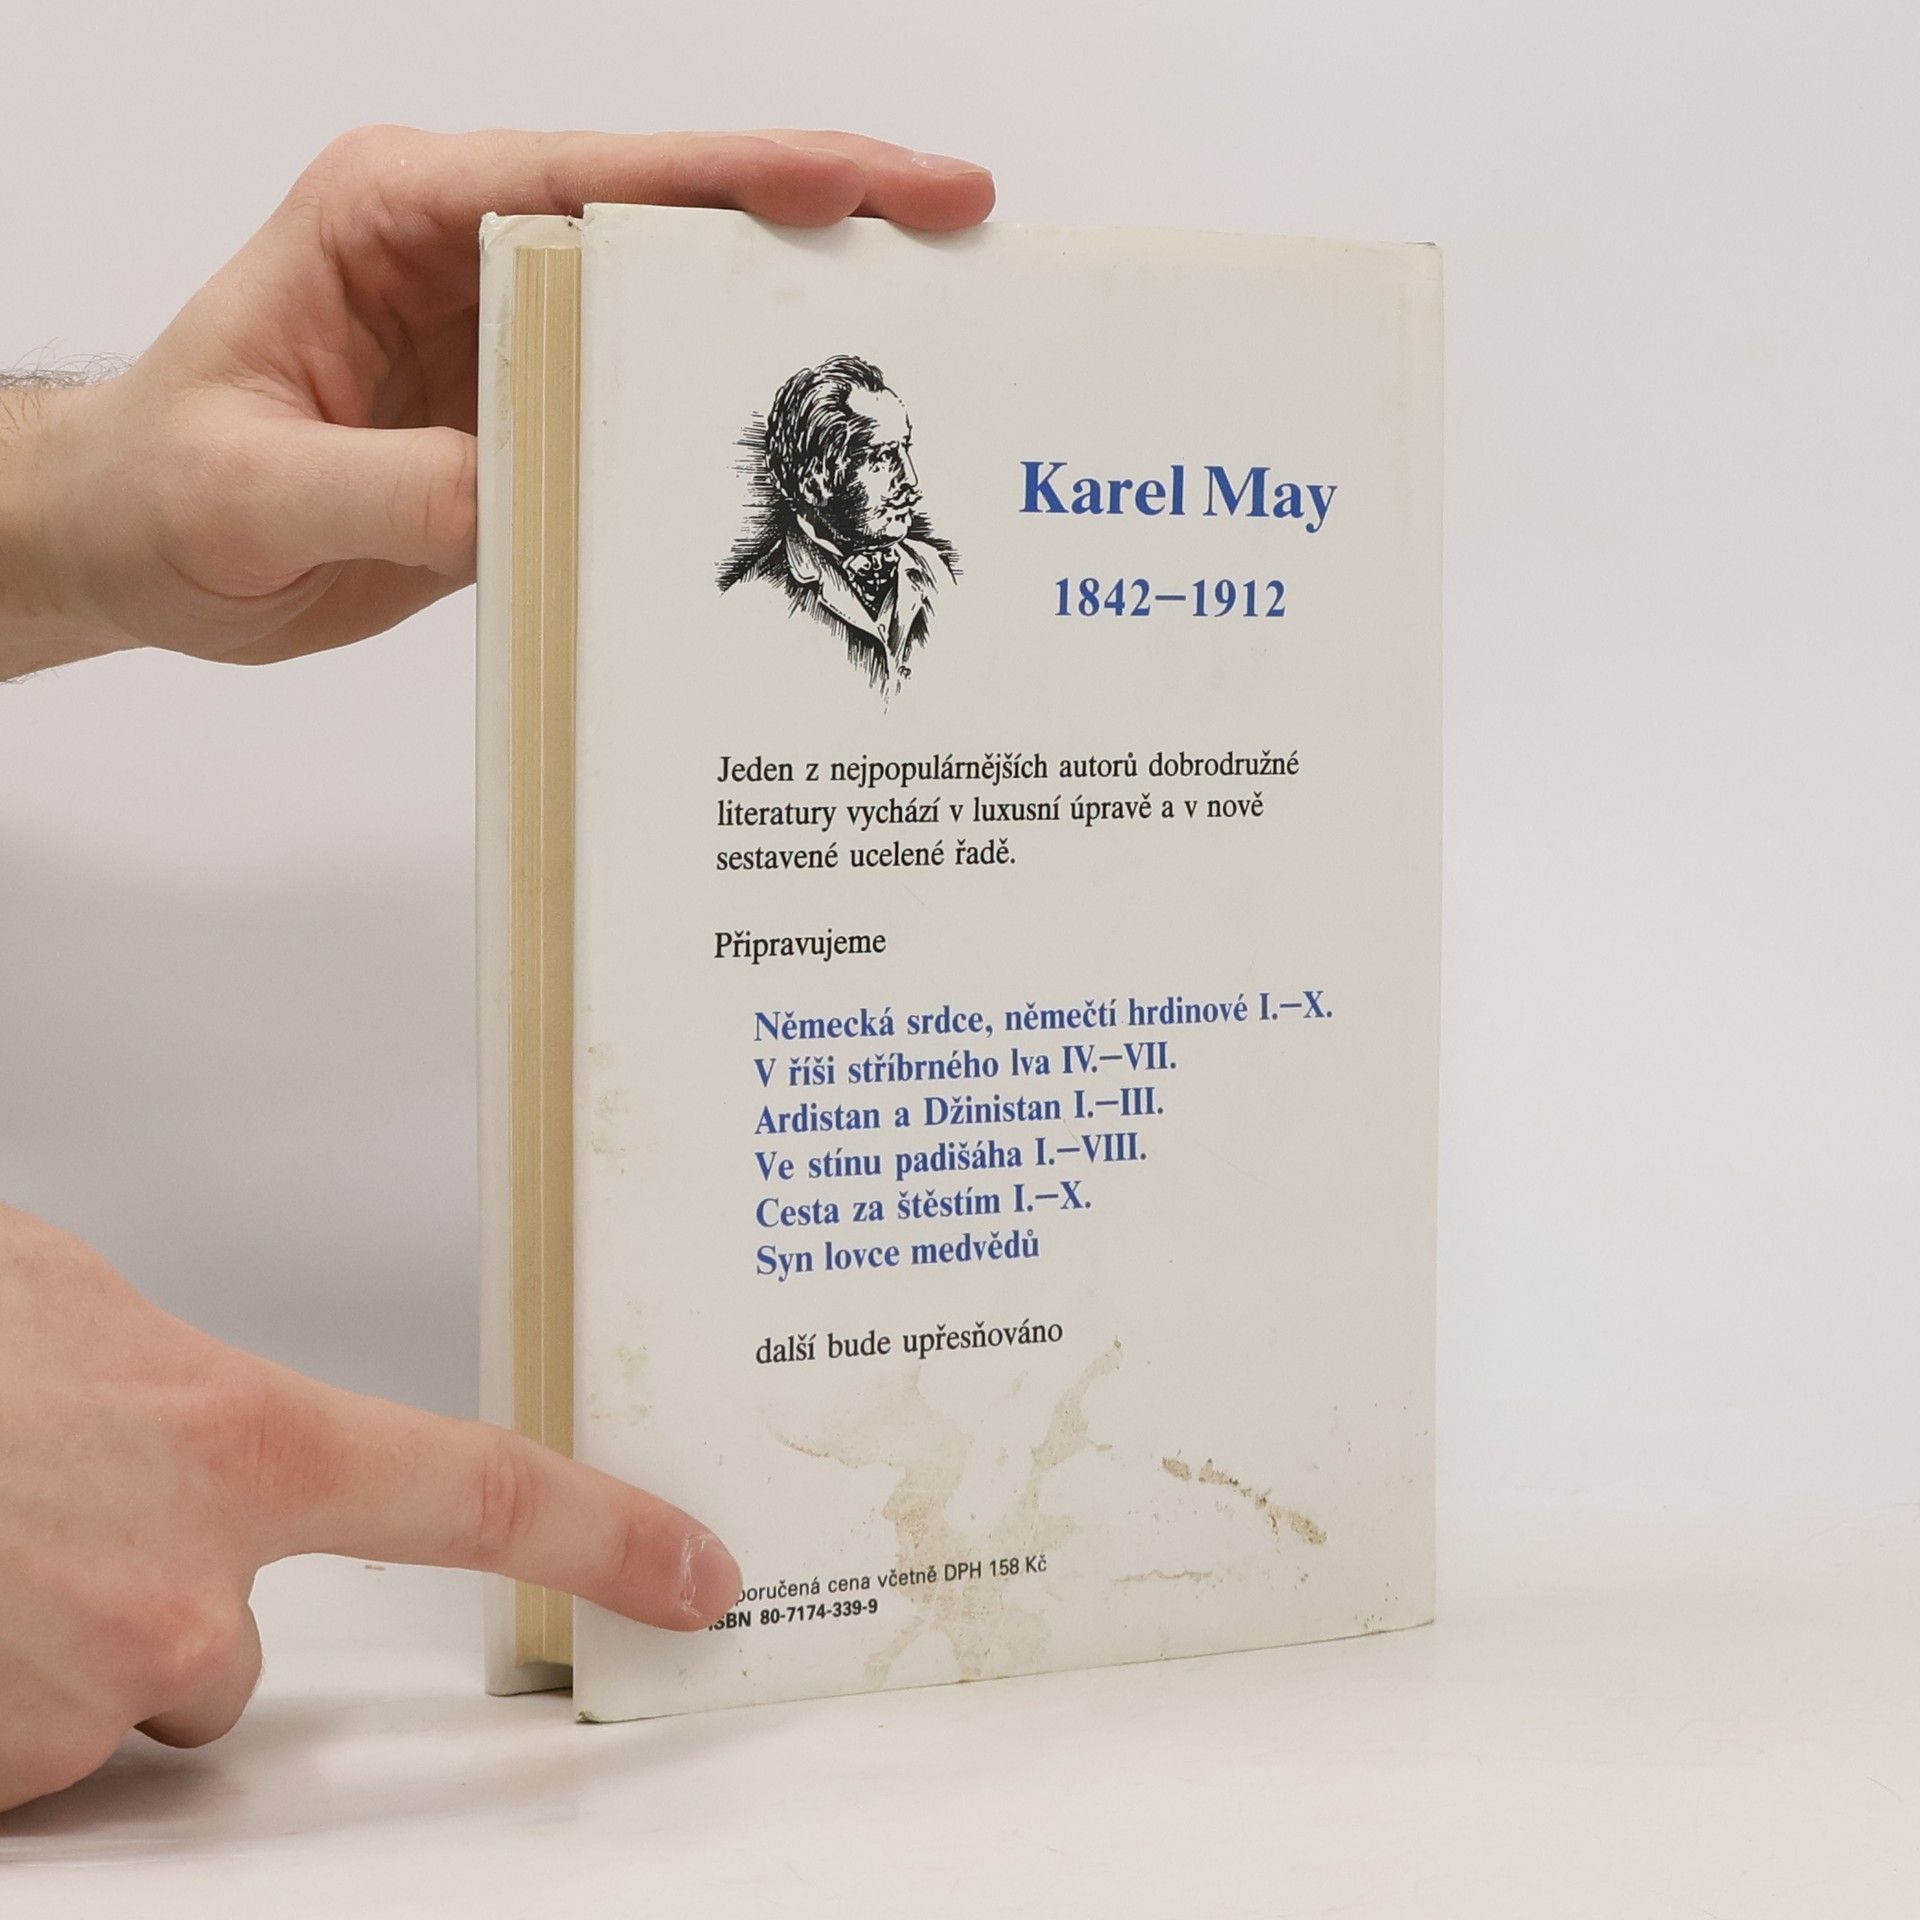 Karel May
1842–1912
Jeden z nejpopulárnějších autorů dobrodružné
literatury vychází v luxusní úpravě a v nově
sestavené ucelené řadě.
Připravujeme
Německá srdce, němečtí hrdinové I.–X.
V říši stříbrného lva IV.–VII.
Ardistan a Džinistan I.–III.
Ve stínu padišáha I.–VIII.
Cesta za štěstím I.–X.
Syn lovce medvědů
další bude upřesňováno
cena včetně DPH 158 Kč
ISBN 80-7174-339-9